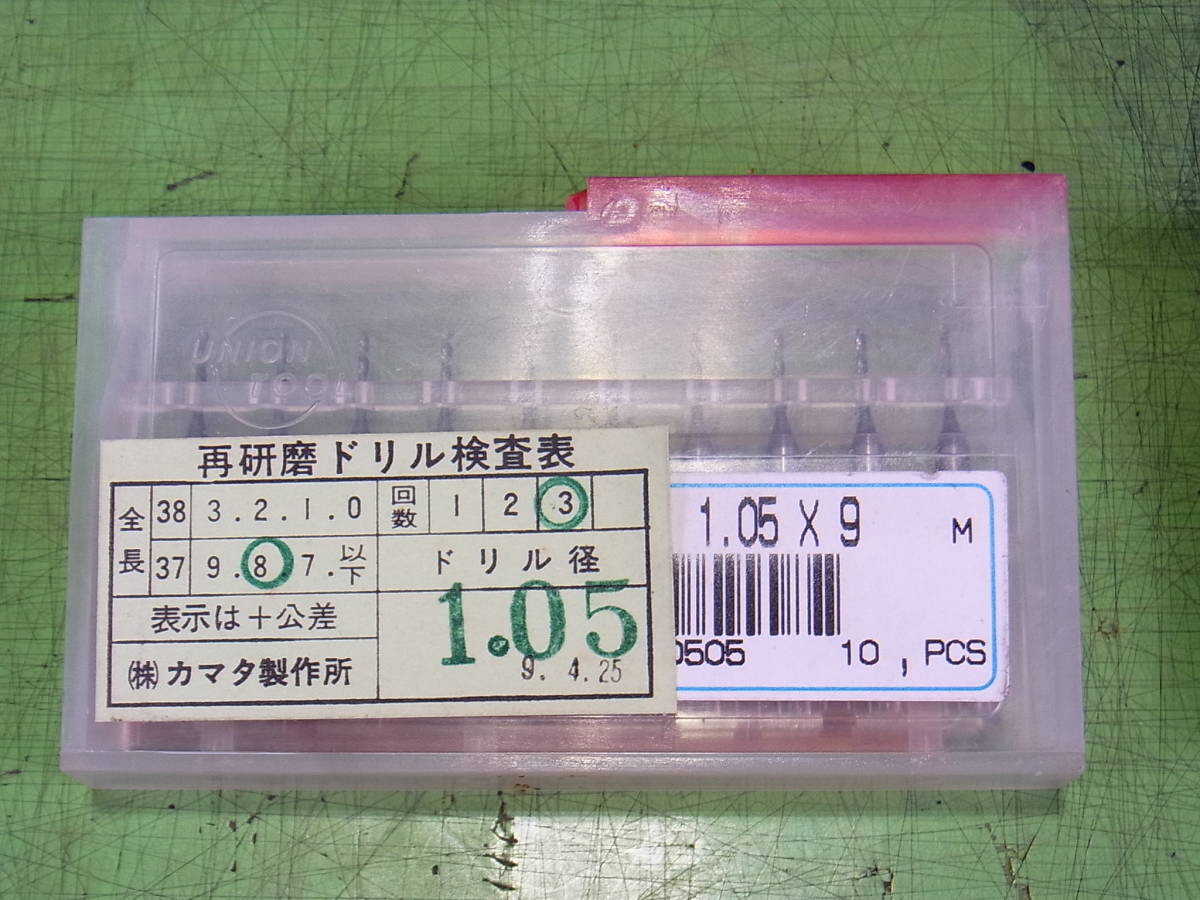 UNION
TOOL
再研磨ドリル検査表
全長 38 3.2.1.0 回数 1 2 3
37 9.8.7.以下 ドリル径
表示は+公差 1.05
㈱カマタ製作所 9. 4.25
1.05 X 9 M
0505 10 , PCS